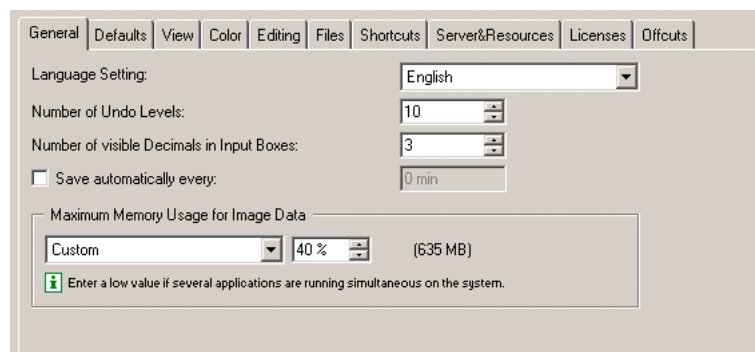 General Defaults View Color Editing Files Shortcuts Server&Resources Licenses Offcuts
Language Setting: English
Number of Undo Levels: 10
Number of visible Decimals in Input Boxes: 3
Save automatically every: 0 min
Maximum Memory Usage for Image Data
Custom 40 % (635 MB)
Enter a low value if several applications are running simultaneous on the system.